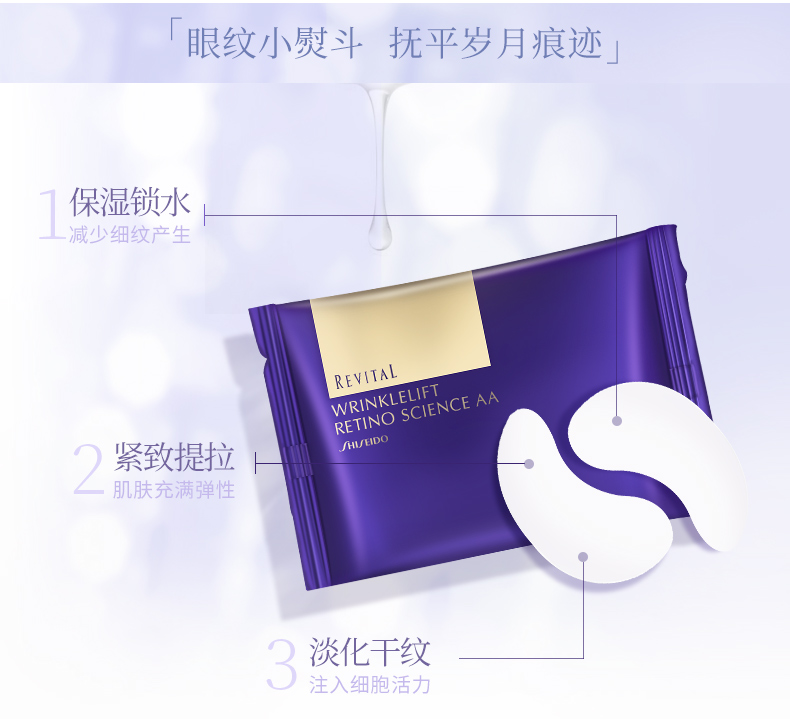 「眼纹小熨斗 抚平岁月痕迹」
1
保湿锁水
减少细纹产生
REVITAL
WRINKLELIFT
RETINO SCIENCE AA
SHISEIDO
2
紧致提拉
肌肤充满弹性
3
淡化干纹
注入细胞活力